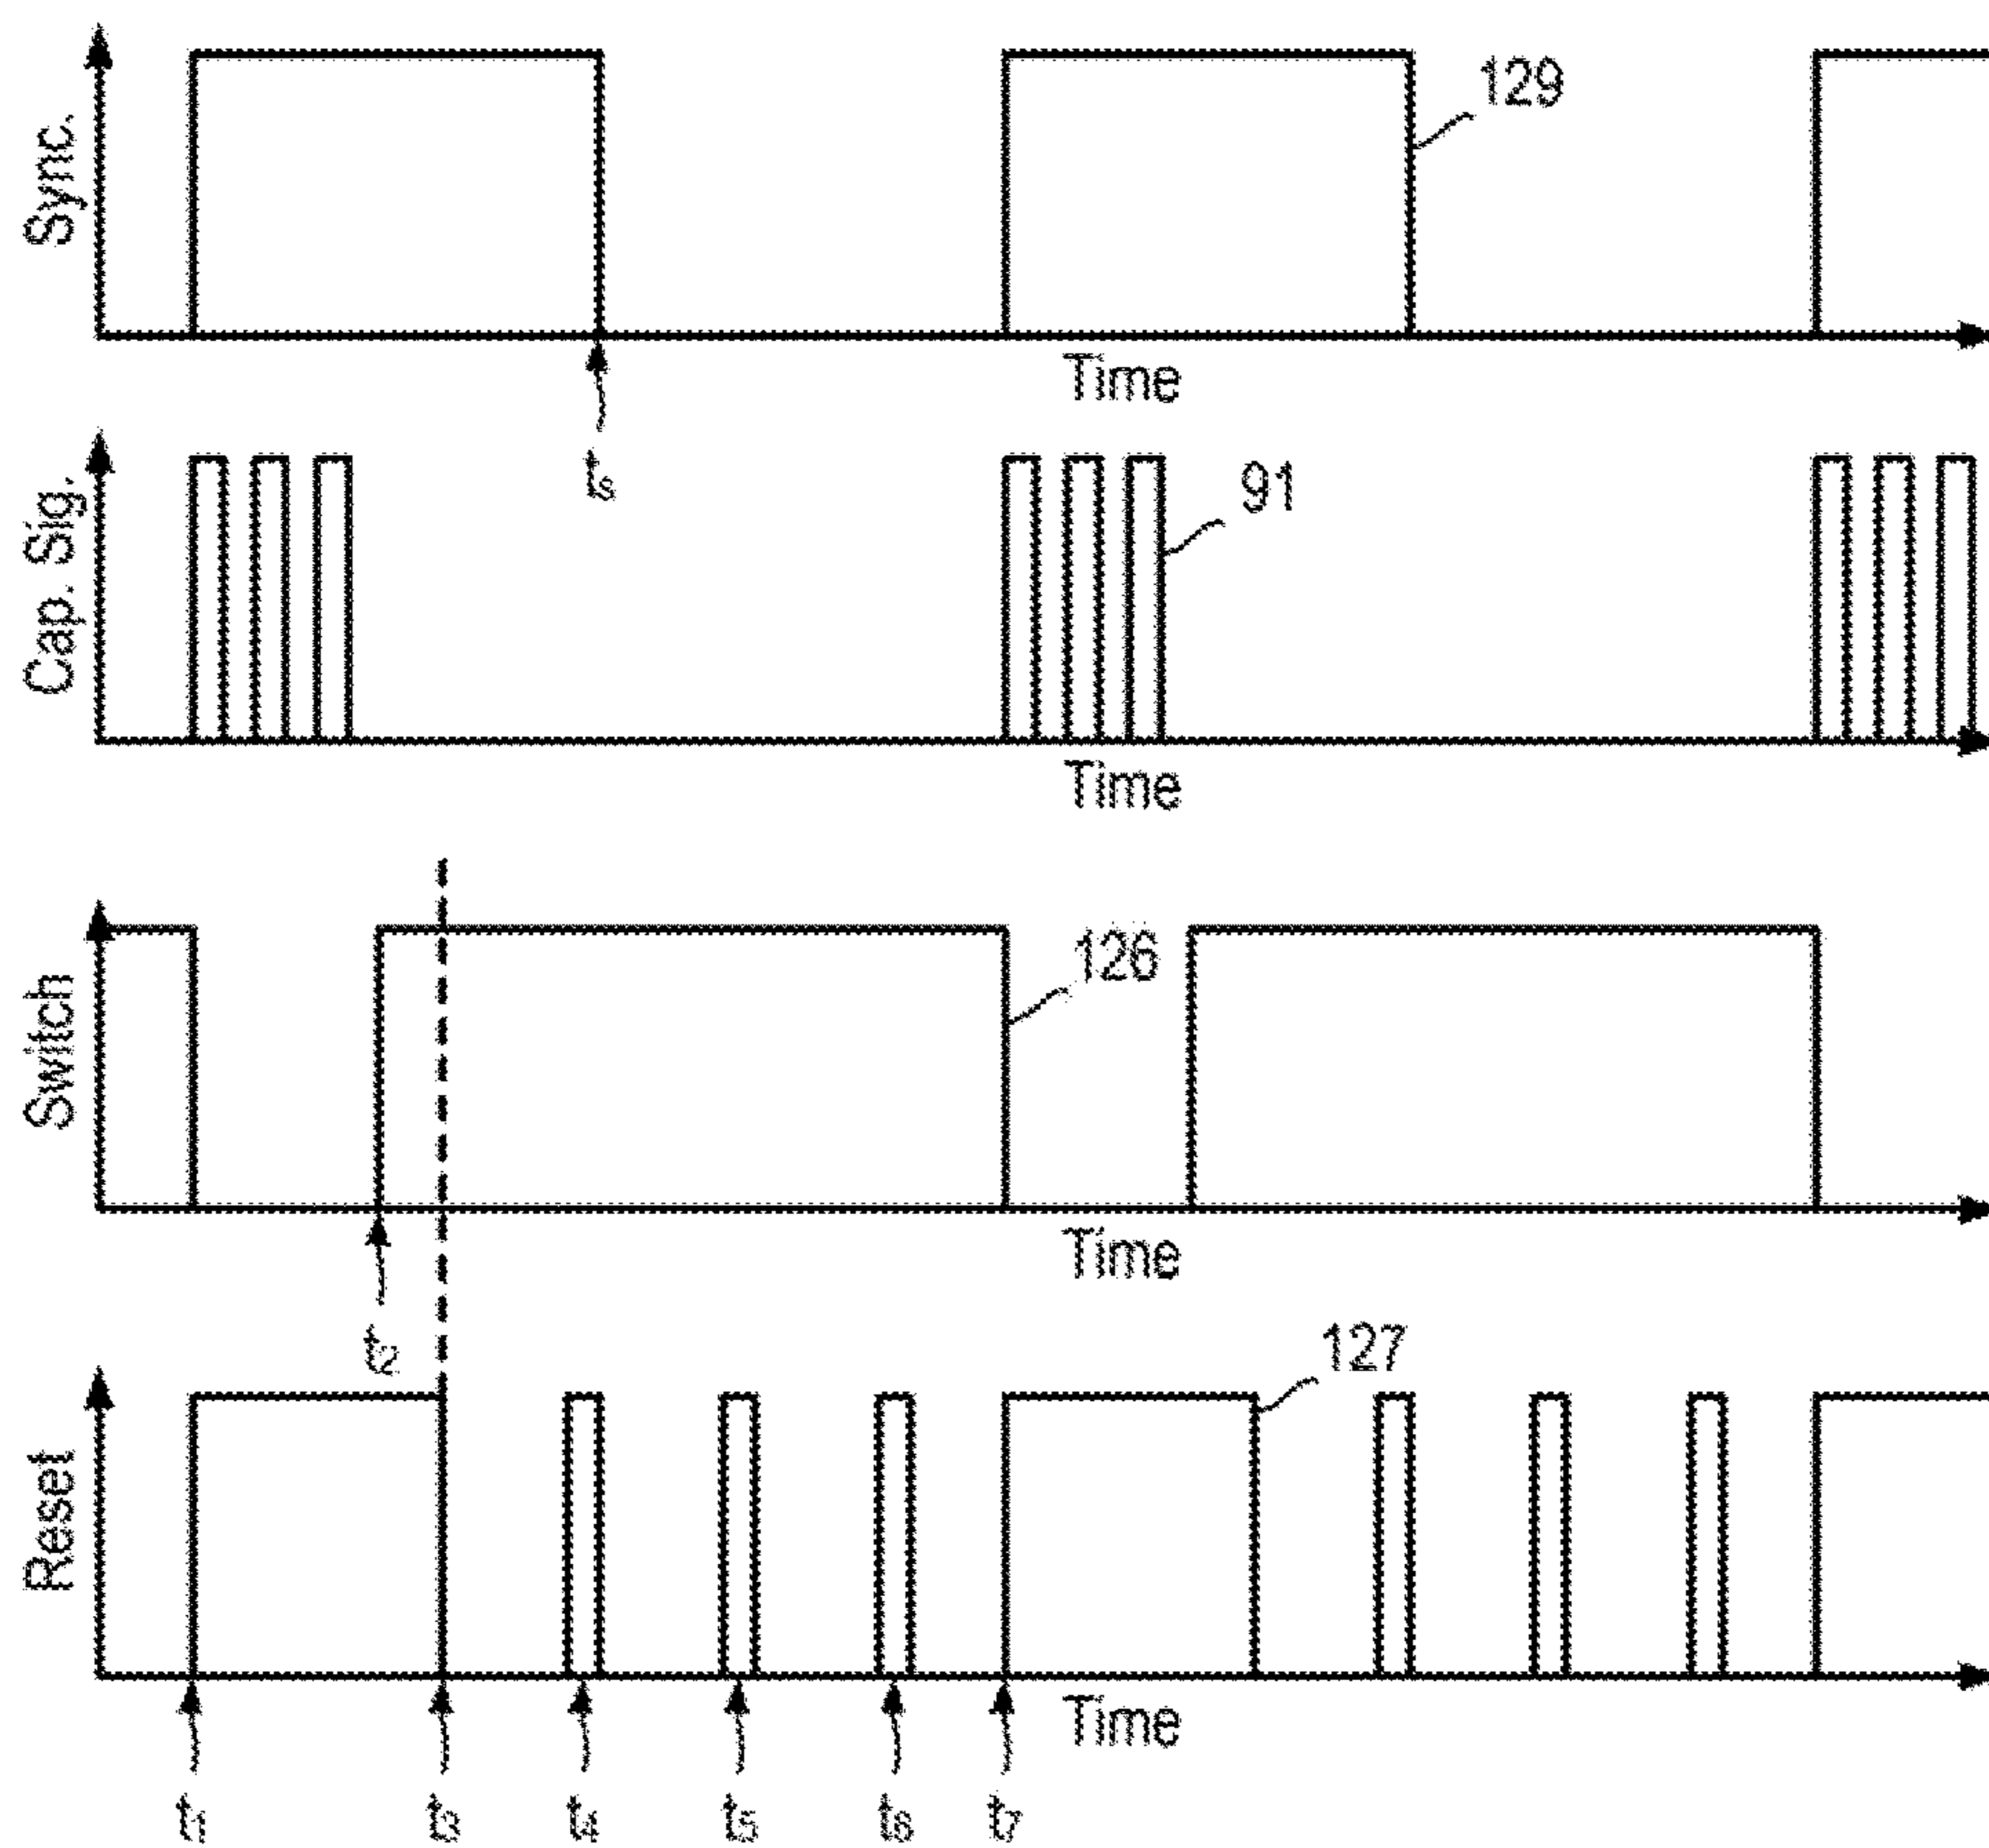 Sync.
129
Time
ts
Cap. Sig.
91
Time
Switch
126
Time
t2
Reset
127
Time
t1 t3 t4 t5 t6 t7